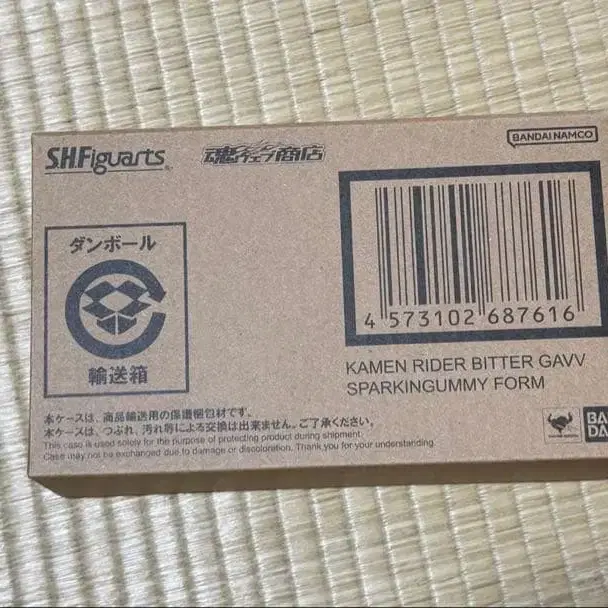 S.H.Figuarts
魂ウェブ商店
BANDAI NAMCO
ダンボール
輸送箱
4 573102 687616
KAMEN RIDER BITTER GAVV
SPARKINGUMMY FORM
本ケースは、商品輸送用の保護梱包材です。
本ケースは、つぶれ、汚れ等による交換は出来ません。ご了承ください。
This case is used solely for the purpose of protecting product during shipment.
Case may not be exchanged due to damage or discoloration. Thank you for your understanding.
BAN
DA